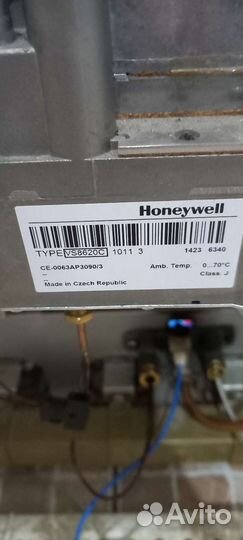 Honeywell
TYPE VS8620C 1011 3 1423 6340
CE-0063AP3090/3 Amb. Temp. 0...70°C
– Class. J
Made in Czech Republic
Avito